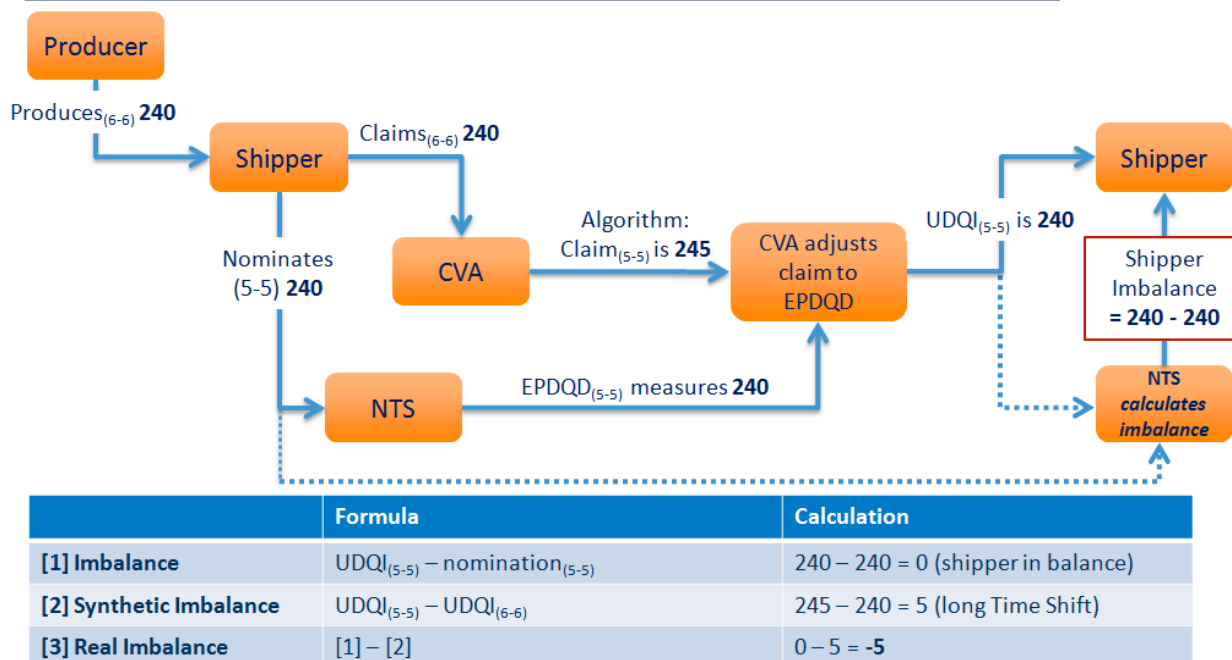 Producer
Produces(6-6) 240
Shipper
Claims(6-6) 240
Nominates
(5-5) 240
CVA
Algorithm:
Claim(5-5) is 245
CVA adjusts
claim to
EPDQD
UDQI(5-5) is 240
Shipper
Shipper
Imbalance
= 240 - 240
NTS
EPDQD(5-5) measures 240
NTS
calculates
imbalance
Formula Calculation
[1] Imbalance UDQI(5-5) – nomination(5-5) 240 – 240 = 0 (shipper in balance)
[2] Synthetic Imbalance UDQI(5-5) – UDQI(6-6) 245 – 240 = 5 (long Time Shift)
[3] Real Imbalance [1] – [2] 0 – 5 = -5